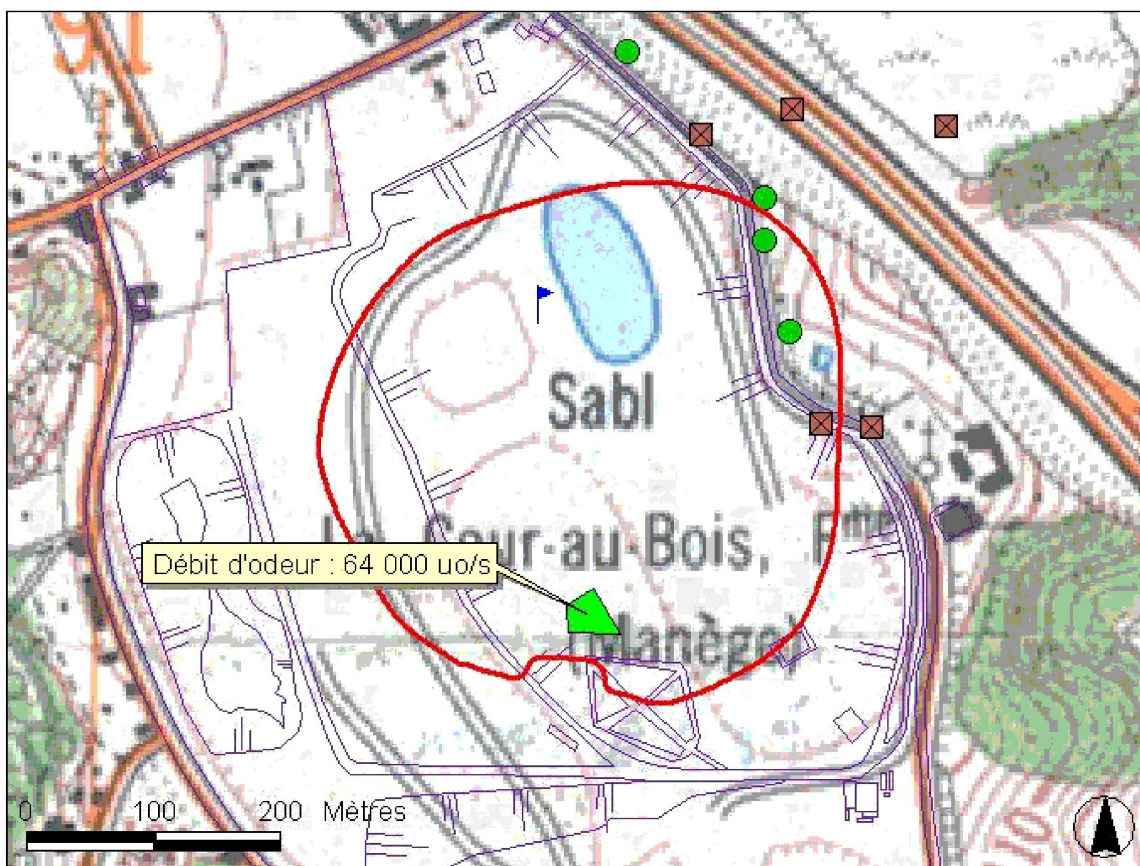 91
Sabl
La Cour-au-Bois, Fme
Débit d'odeur : 64 000 uo/s
Manège
0 100 200 Mètres